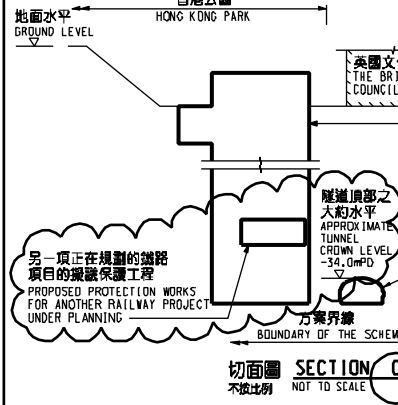 香港公園
HONG KONG PARK
地面水平
GROUND LEVEL
英國文
THE BRI
COUNCIL
隧道頂部之
大約水平
APPROXIMATE
TUNNEL
CROWN LEVEL
-34.0mPD
另一項正在規劃的鐵路
項目的擬議保護工程
PROPOSED PROTECTION WORKS
FOR ANOTHER RAILWAY PROJECT
UNDER PLANNING
方案界線
BOUNDARY OF THE SCHEM
切面圖 SECTION
不按比例 NOT TO SCALE